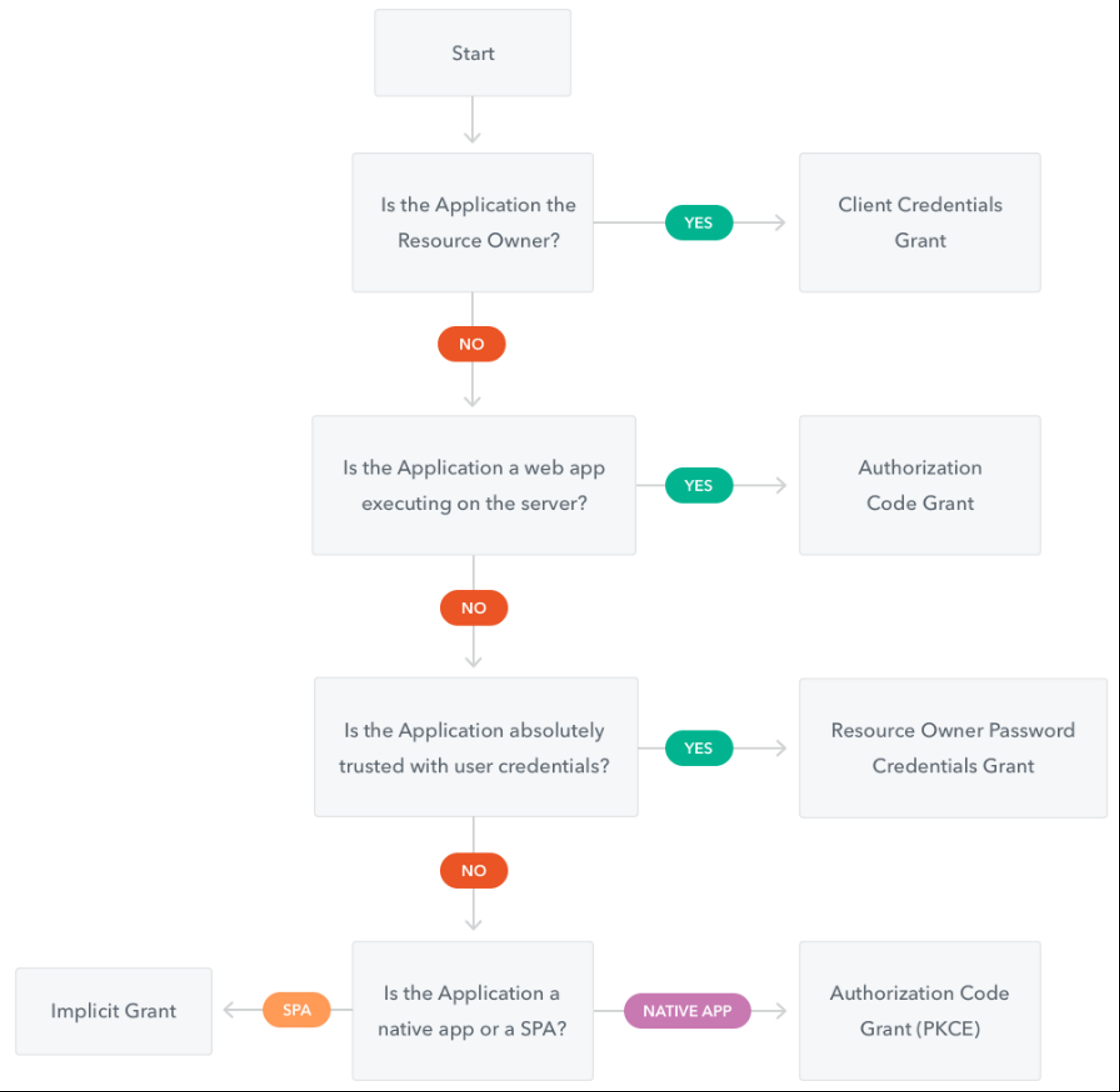 Start
Is the Application the
Resource Owner?
YES
Client Credentials
Grant
NO
Is the Application a web app
executing on the server?
YES
Authorization
Code Grant
NO
Is the Application absolutely
trusted with user credentials?
YES
Resource Owner Password
Credentials Grant
NO
Implicit Grant
SPA
Is the Application a
native app or a SPA?
NATIVE APP
Authorization Code
Grant (PKCE)